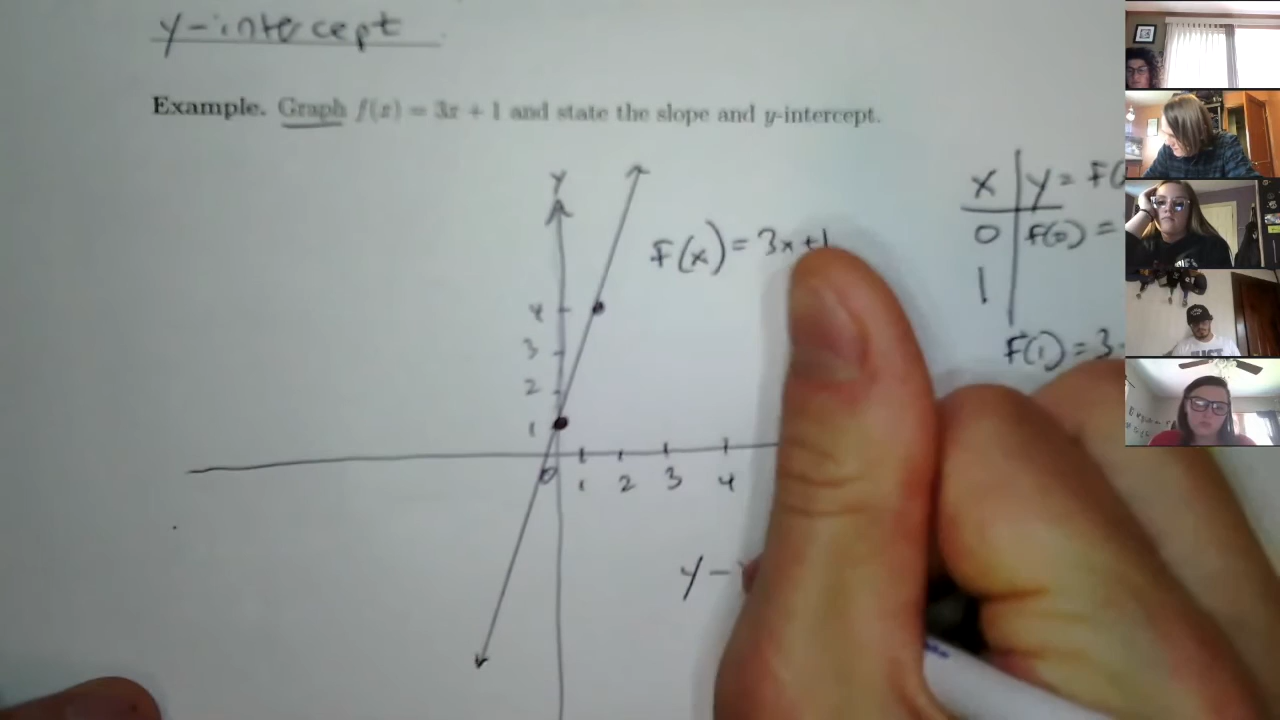 y-intercept
Example. Graph f(x) = 3x + 1 and state the slope and y-intercept.
y
F(x) = 3x+1
4
3
2
1
0
1 2 3 4
y-
x | y = F(
0 | F(0) =
1
F(1) = 3